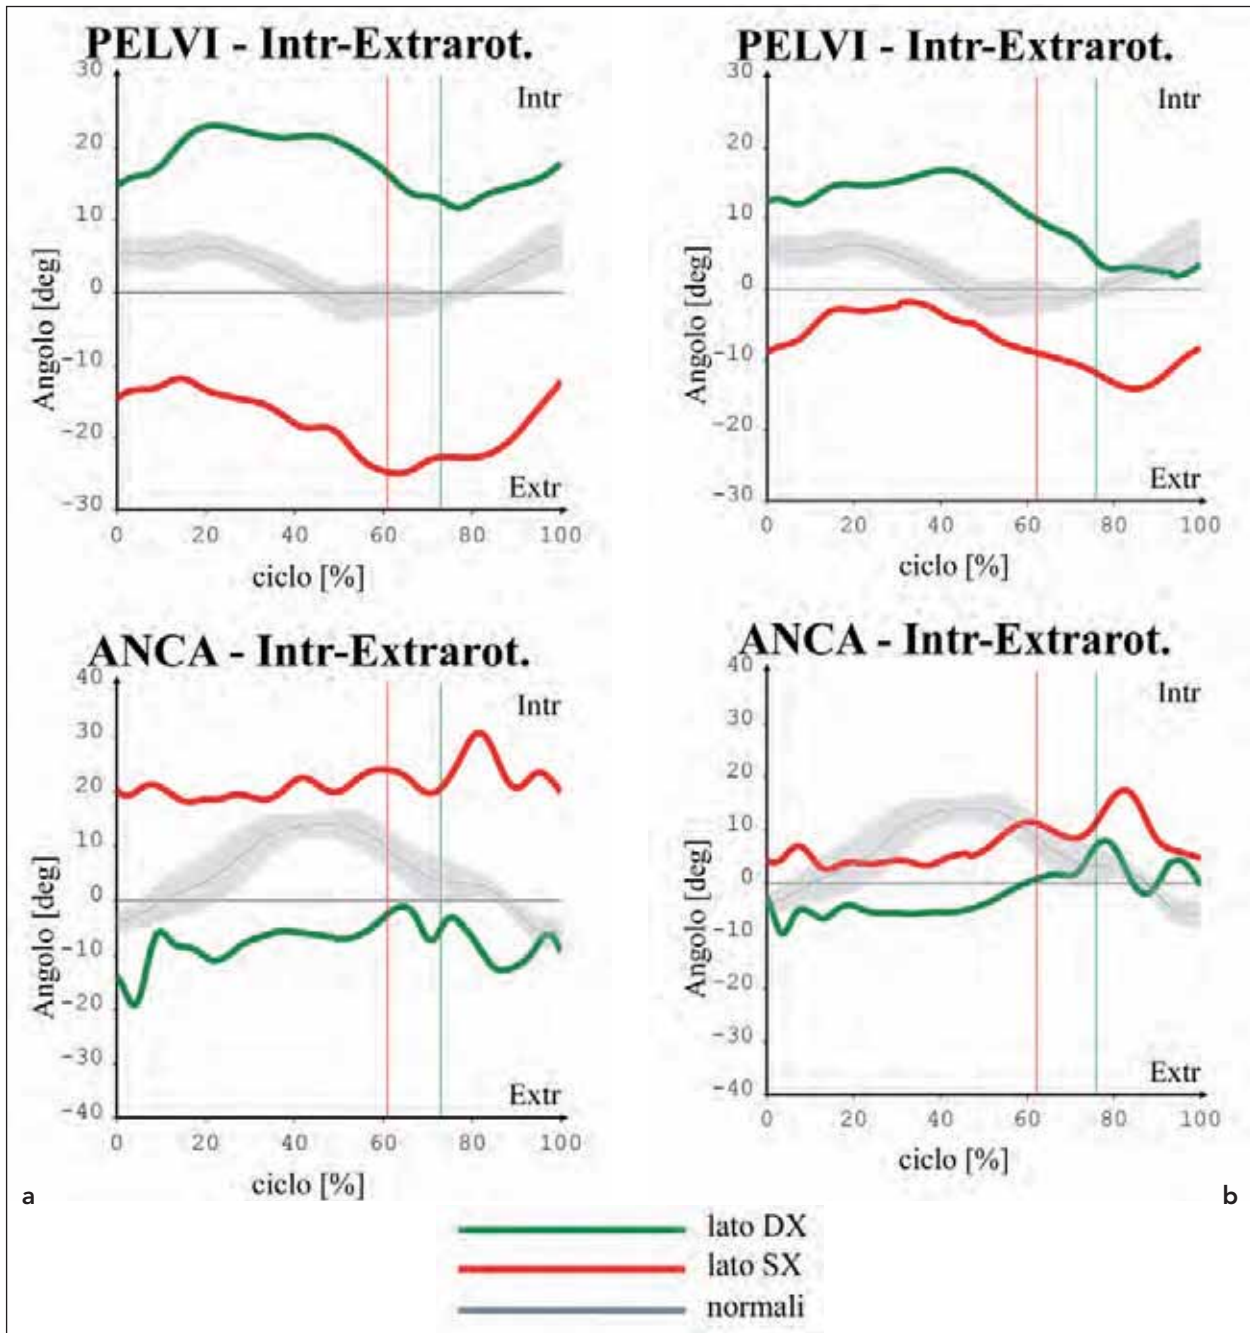 PELVI - Intr-Extrarot.
30
20
10
0
-10
-20
-30
Angolo [deg]
Intr
Extr
0 20 40 60 80 100
ciclo [%]
PELVI - Intr-Extrarot.
30
20
10
0
-10
-20
-30
Angolo [deg]
Intr
Extr
0 20 40 60 80 100
ciclo [%]
ANCA - Intr-Extrarot.
40
30
20
10
0
-10
-20
-30
-40
Angolo [deg]
Intr
Extr
0 20 40 60 80 100
ciclo [%]
a
ANCA - Intr-Extrarot.
40
30
20
10
0
-10
-20
-30
-40
Angolo [deg]
Intr
Extr
0 20 40 60 80 100
ciclo [%]
b
lato DX
lato SX
normali